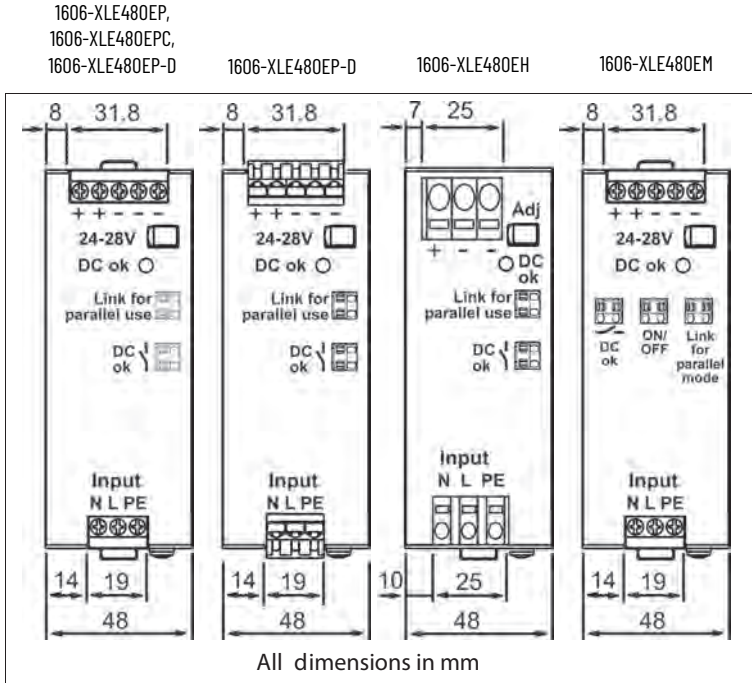 1606-XLE480EP,
1606-XLE480EPC,
1606-XLE480EP-D
1606-XLE480EP-D
1606-XLE480EH
1606-XLE480EM
8 31,8
+ + - - -
24-28V
DC ok
Link for
parallel use
DC
ok
Input
N L PE
14 19
48
8 31,8
+ + - - -
24-28V
DC ok
Link for
parallel use
DC
ok
Input
N L PE
14 19
48
7 25
Adj
+ - -
DC
ok
Link for
parallel use
DC
ok
Input
N L PE
10 25
48
8 31,8
+ + - - -
24-28V
DC ok
DC
ok
ON/
OFF
Link
for
parallel
mode
Input
N L PE
14 19
48
All dimensions in mm